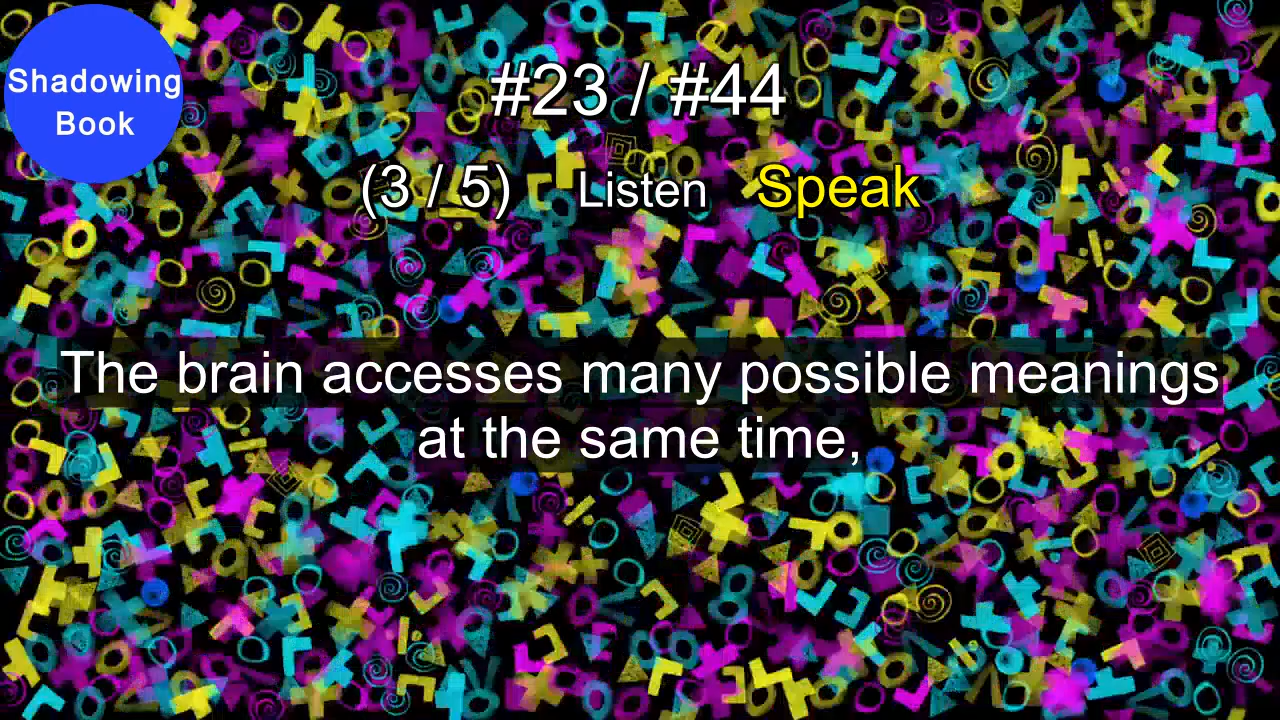 Shadowing
Book
#23 / #44
(3 / 5) Listen Speak
The brain accesses many possible meanings
at the same time,